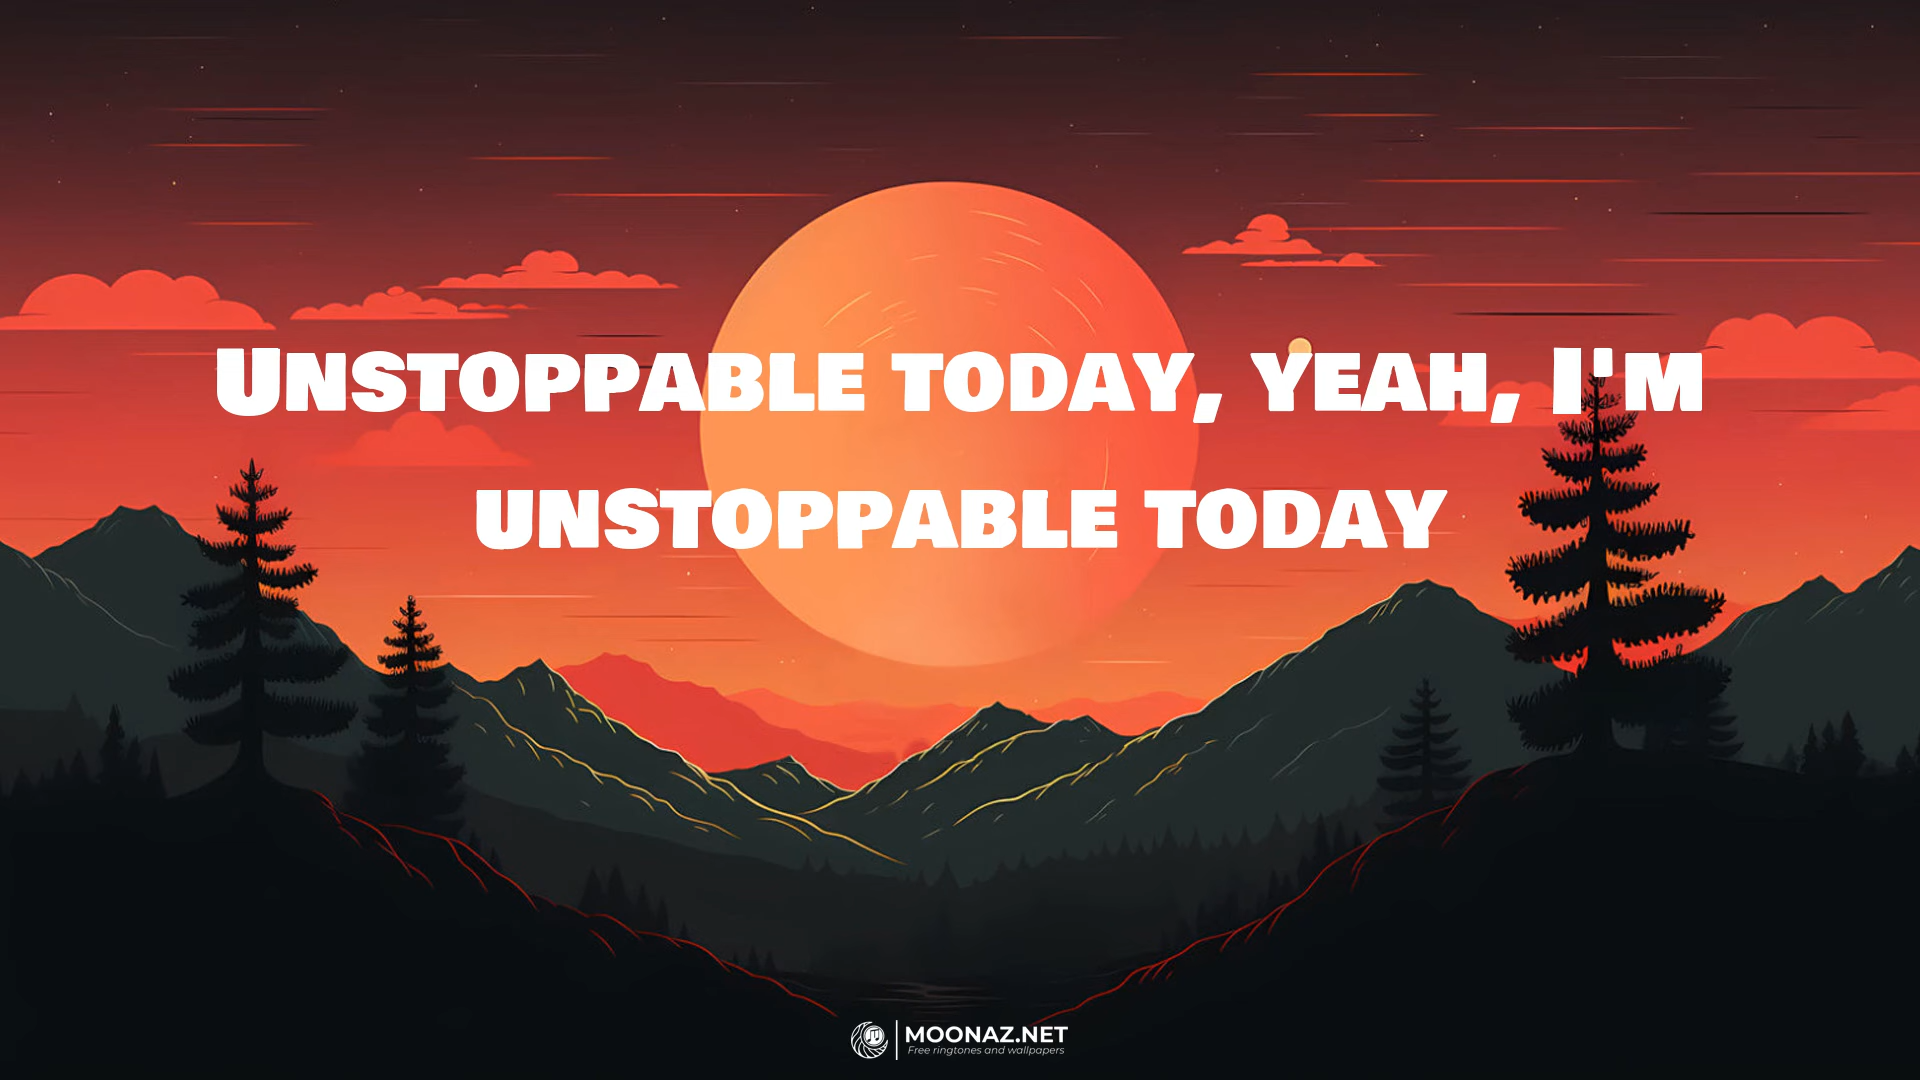 Unstoppable today, yeah, I'm
unstoppable today
MOONAZ.NET
Free ringtones and wallpapers